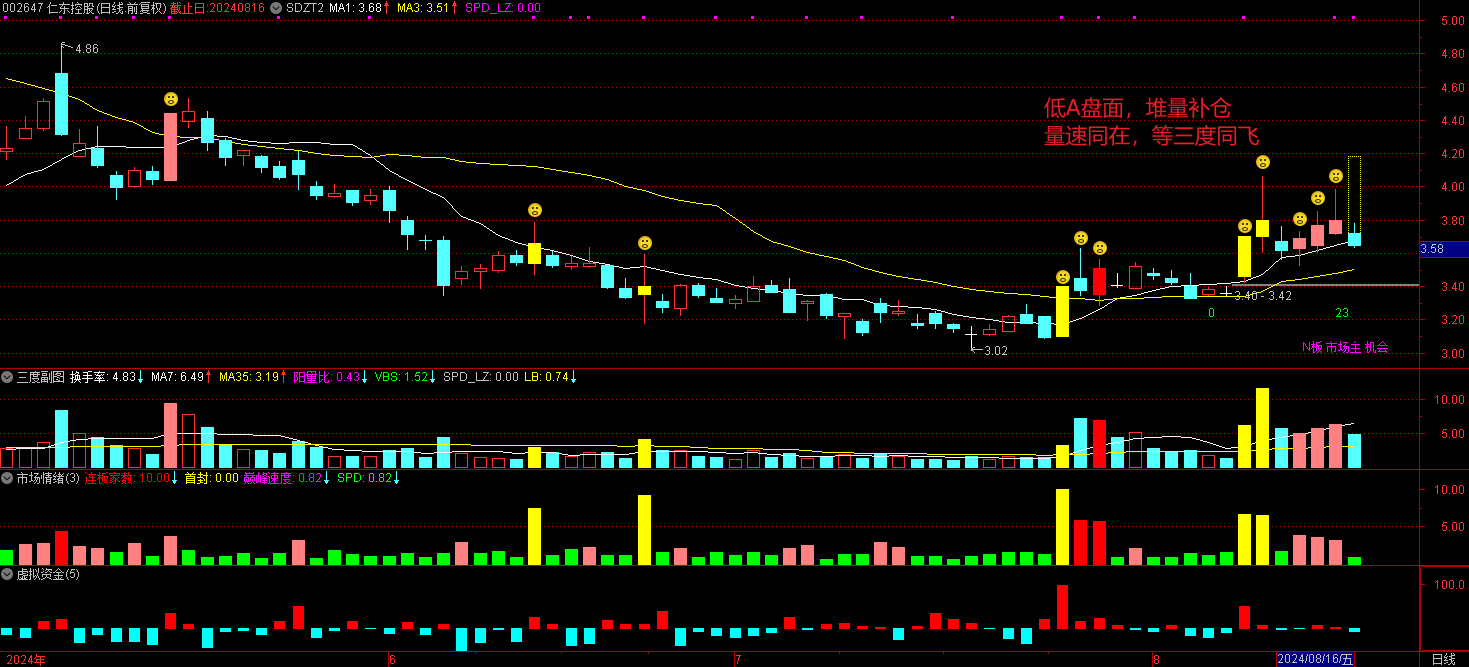 002647 仁东控股(日线 前复权) 截止日:20240816 SDZT2 MA1: 3.68↑ MA3: 3.51↑ SPD_LZ: 0.00
5.00
4.80
4.86
4.60
低A盘面，堆量补仓
4.40
量速同在，等三度同飞
4.20
4.00
3.80
3.58
3.40
3.40 - 3.42
0
23
3.20
3.02
N板 市场主 机会
3.00
三度副图 换手率: 4.83↓ MA7: 6.49↑ MA35: 3.19↑ 阳量比: 0.43↓ VBS: 1.52↓ SPD_LZ: 0.00 LB: 0.74↓
10.00
5.00
市场情绪(3) 连板家数: 10.00↓ 首封: 0.00 巅峰速度: 0.82↓ SPD: 0.82↓
10.00
5.00
虚拟资金(5)
100.0
2024年
6
7
8
2024/08/16/五
日线